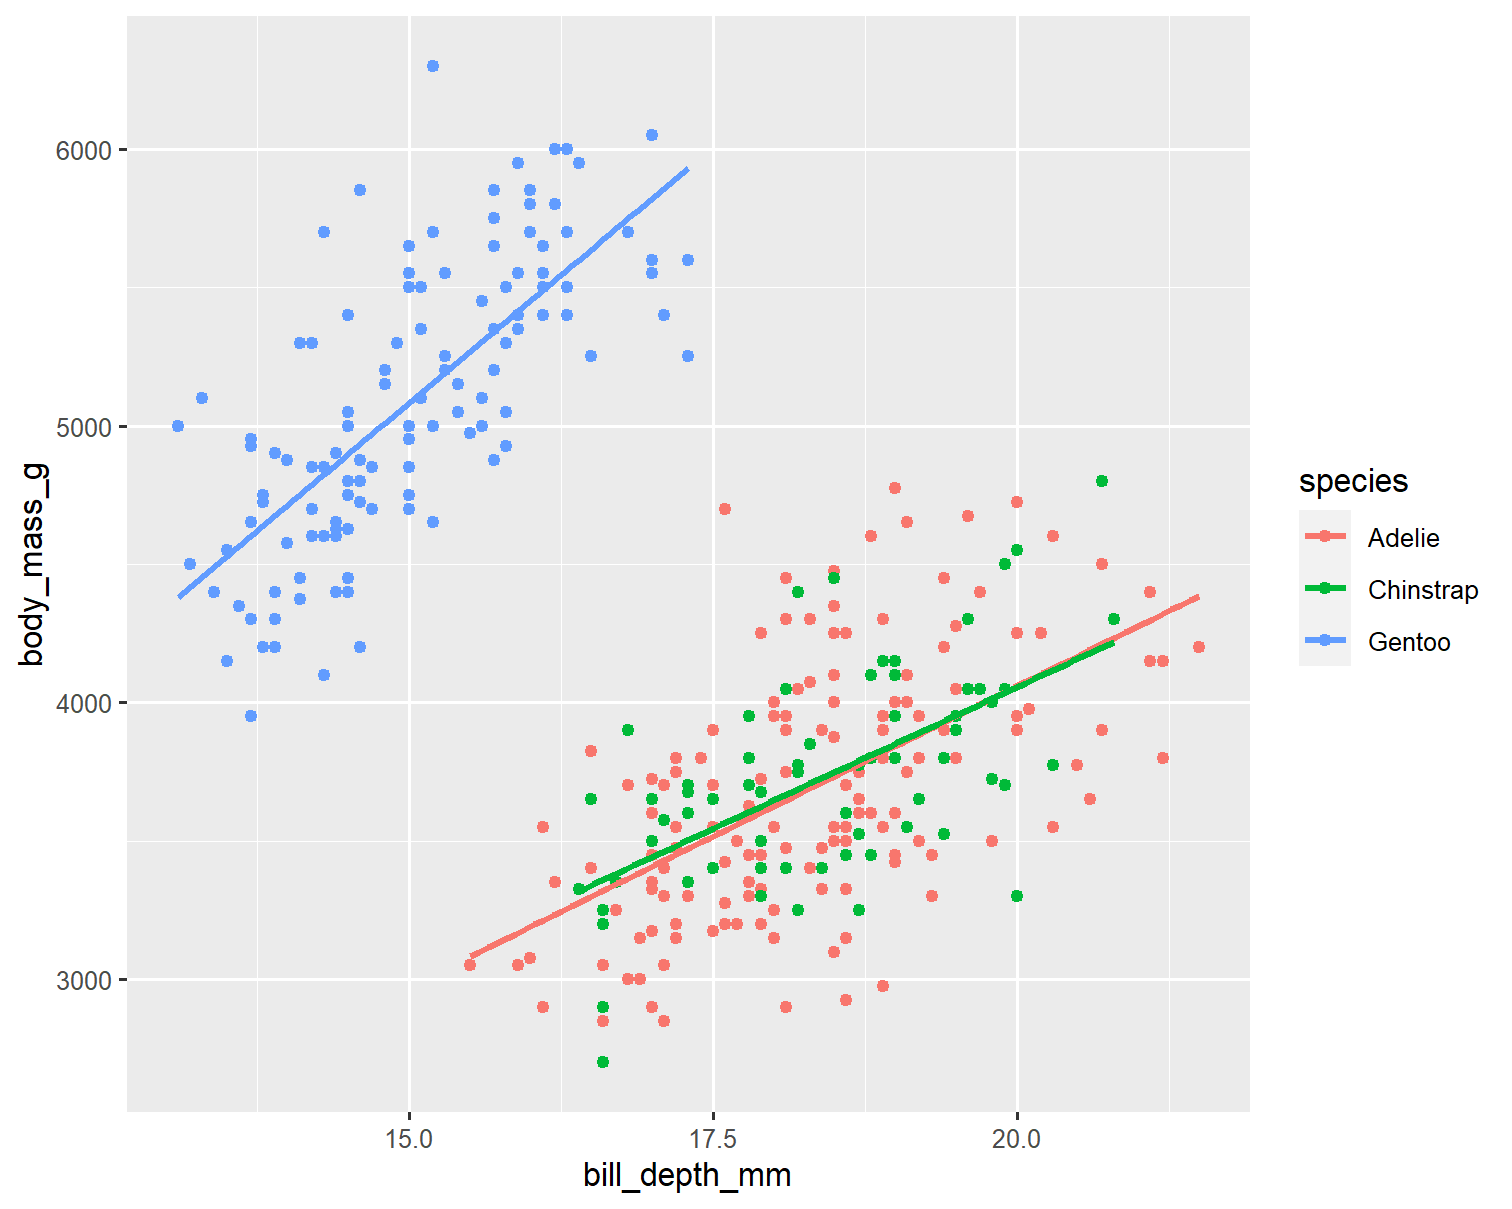 6000
5000
4000
3000
body_mass_g
15.0 17.5 20.0
bill_depth_mm
species
Adelie
Chinstrap
Gentoo